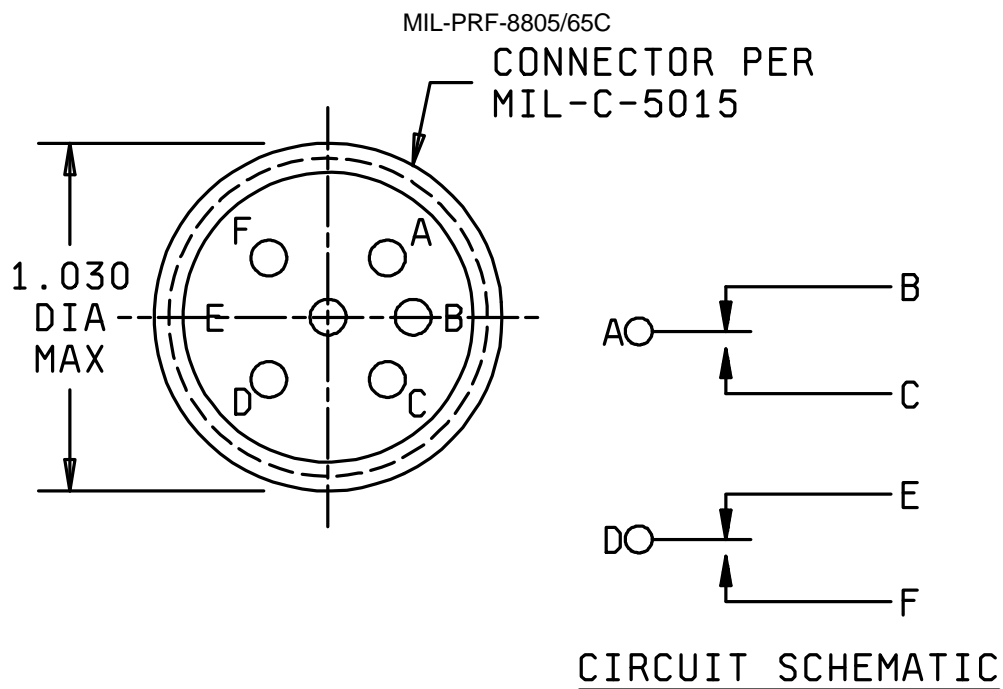 MIL-PRF-8805/65C
CONNECTOR PER
MIL-C-5015
F
A
1.030
DIA
MAX
E
B
D
C
B
A
C
E
D
F
CIRCUIT SCHEMATIC